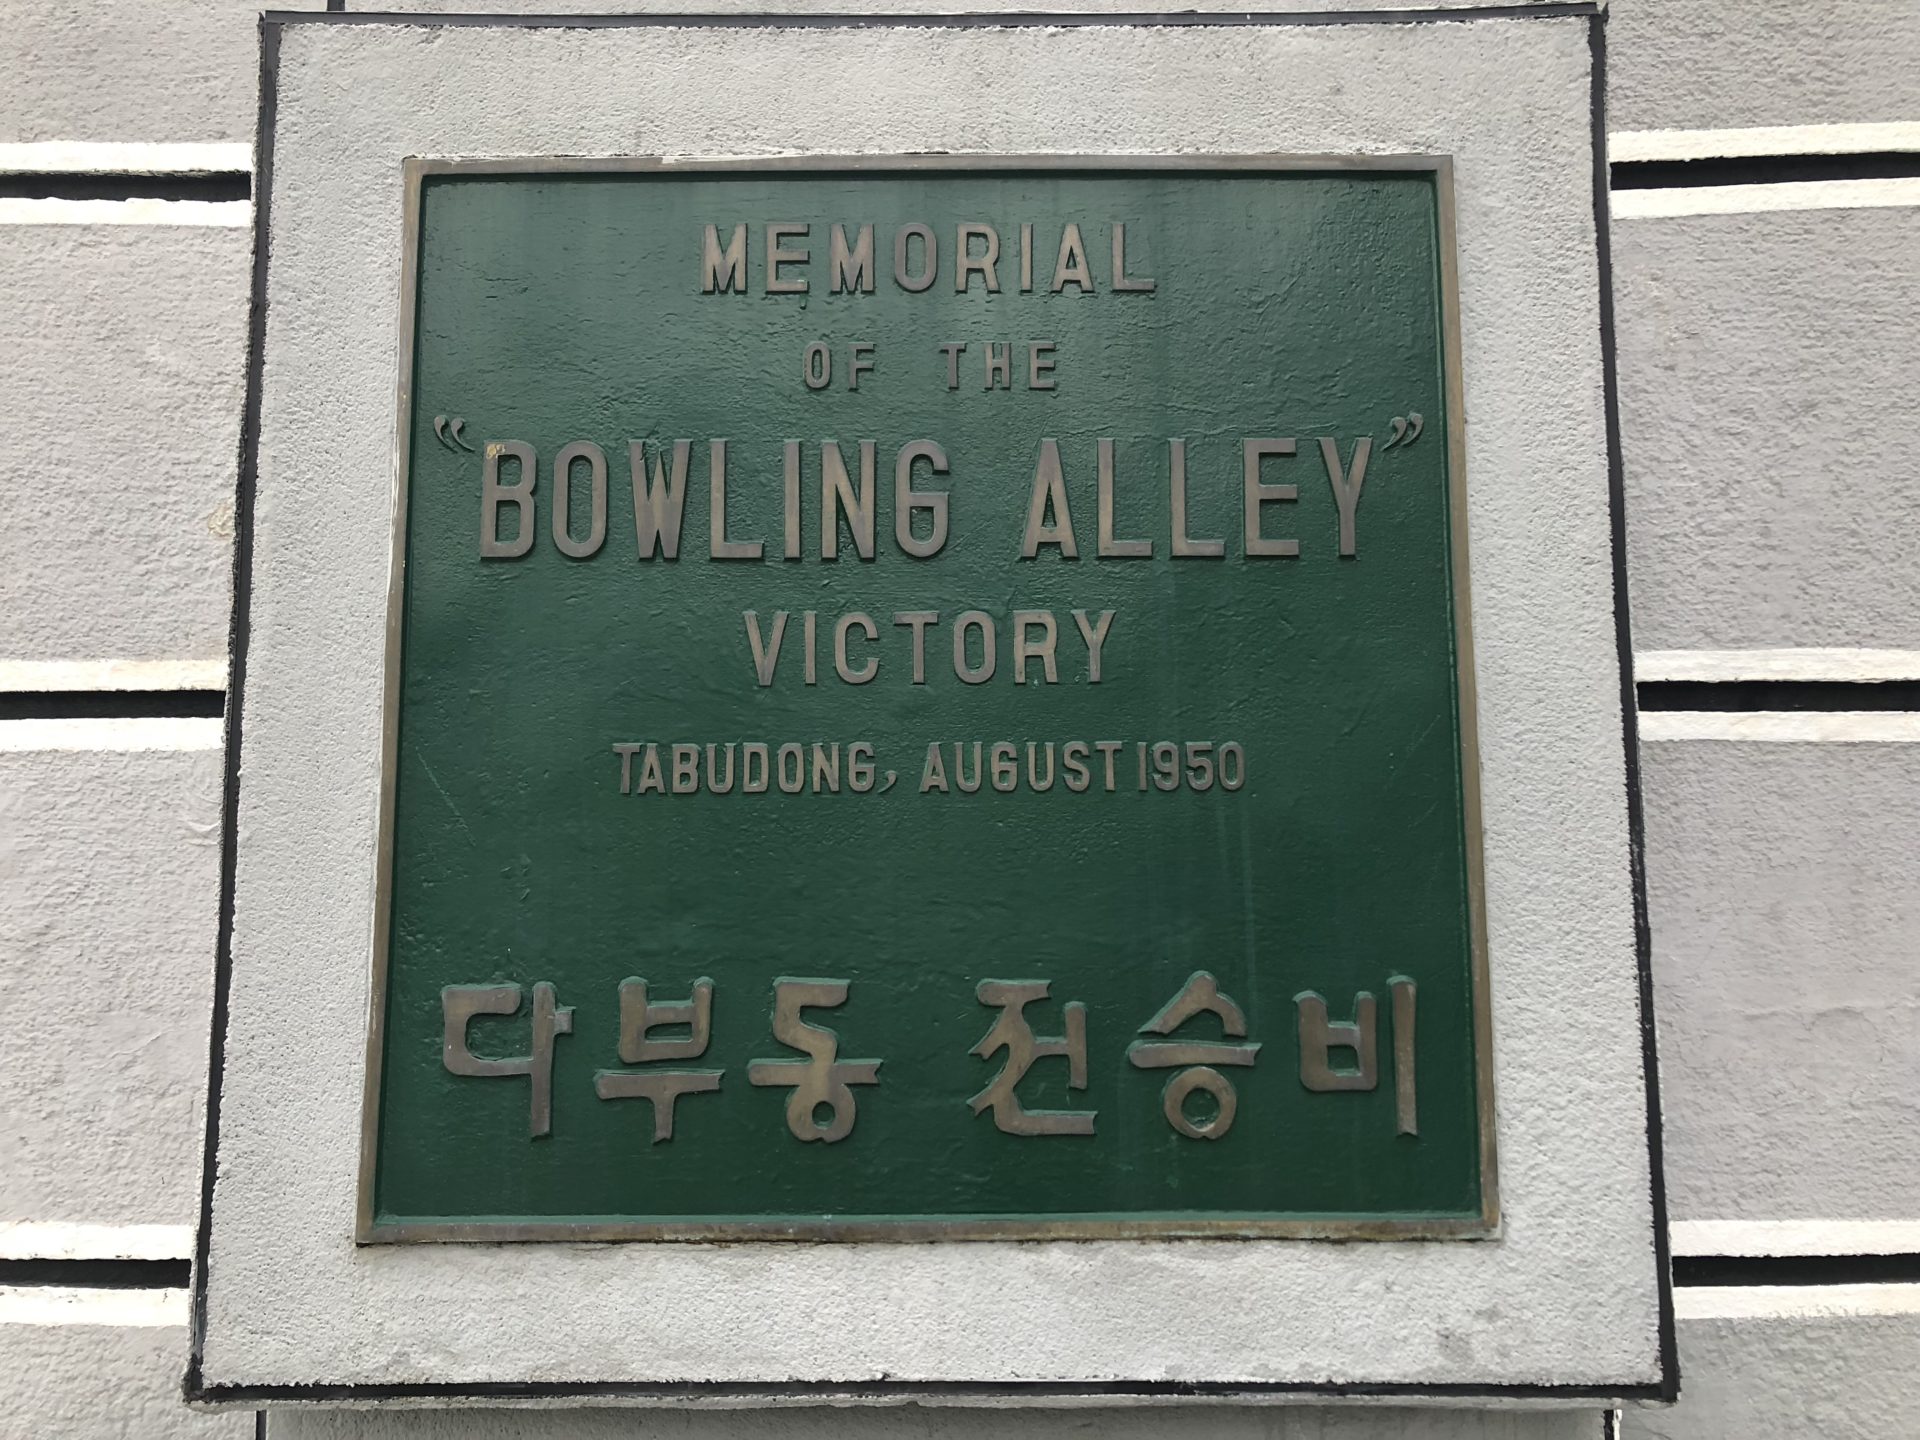 MEMORIAL
OF THE
“BOWLING ALLEY”
VICTORY
TABUDONG, AUGUST 1950
다부동 전승비